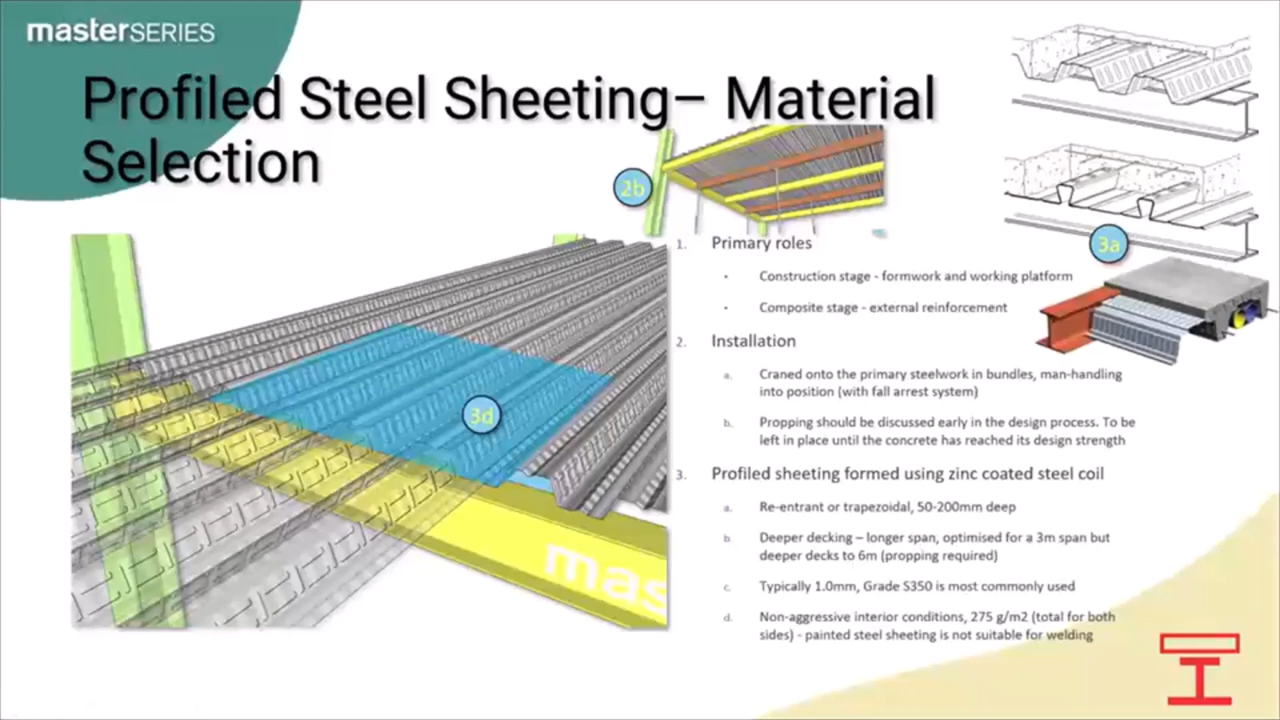 masterSERIES
Profiled Steel Sheeting– Material
Selection
2b
3a
3d
mas
1. Primary roles
• Construction stage - formwork and working platform
• Composite stage - external reinforcement
2. Installation
a. Craned onto the primary steelwork in bundles, man-handling
into position (with fall arrest system)
b. Propping should be discussed early in the design process. To be
left in place until the concrete has reached its design strength
3. Profiled sheeting formed using zinc coated steel coil
a. Re-entrant or trapezoidal, 50-200mm deep
b. Deeper decking – longer span, optimised for a 3m span but
deeper decks to 6m (propping required)
c. Typically 1.0mm, Grade S350 is most commonly used
d. Non-aggressive interior conditions, 275 g/m2 (total for both
sides) - painted steel sheeting is not suitable for welding